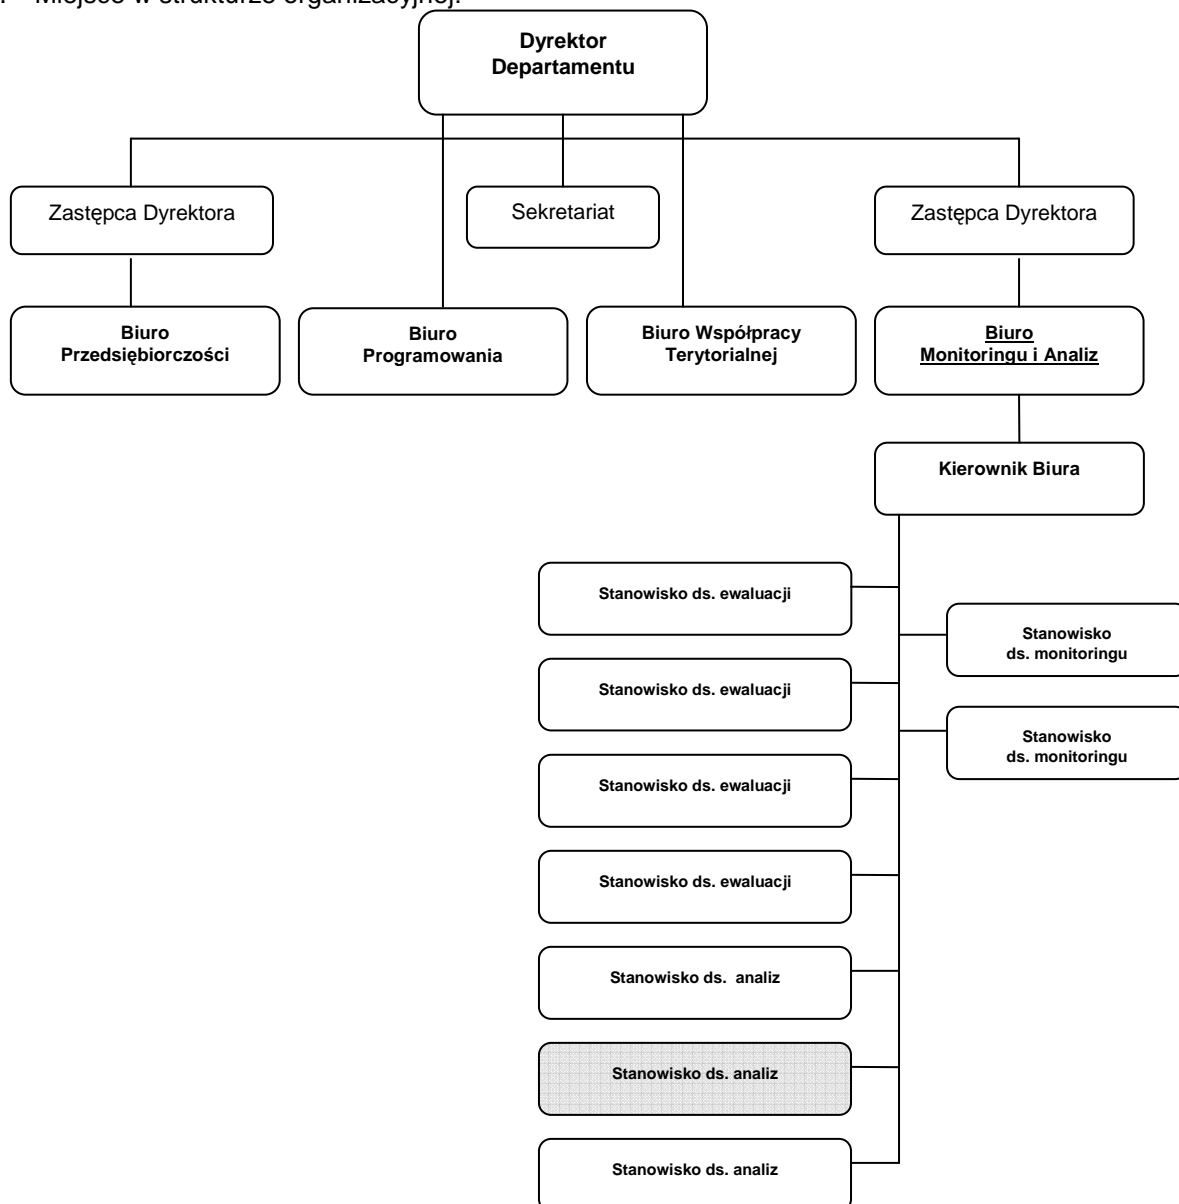 Miejsce w strukturze organizacyjnej:
Dyrektor
Departamentu
Zastępca Dyrektora
Sekretariat
Zastępca Dyrektora
Biuro
Przedsiębiorczości
Biuro
Programowania
Biuro Współpracy
Terytorialnej
Biuro
Monitoringu i Analiz
Kierownik Biura
Stanowisko ds. ewaluacji
Stanowisko
ds. monitoringu
Stanowisko ds. ewaluacji
Stanowisko
ds. monitoringu
Stanowisko ds. ewaluacji
Stanowisko ds. ewaluacji
Stanowisko ds. analiz
Stanowisko ds. analiz
Stanowisko ds. analiz